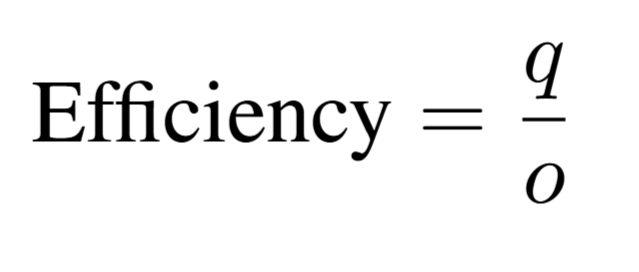 Efficiency = q/o